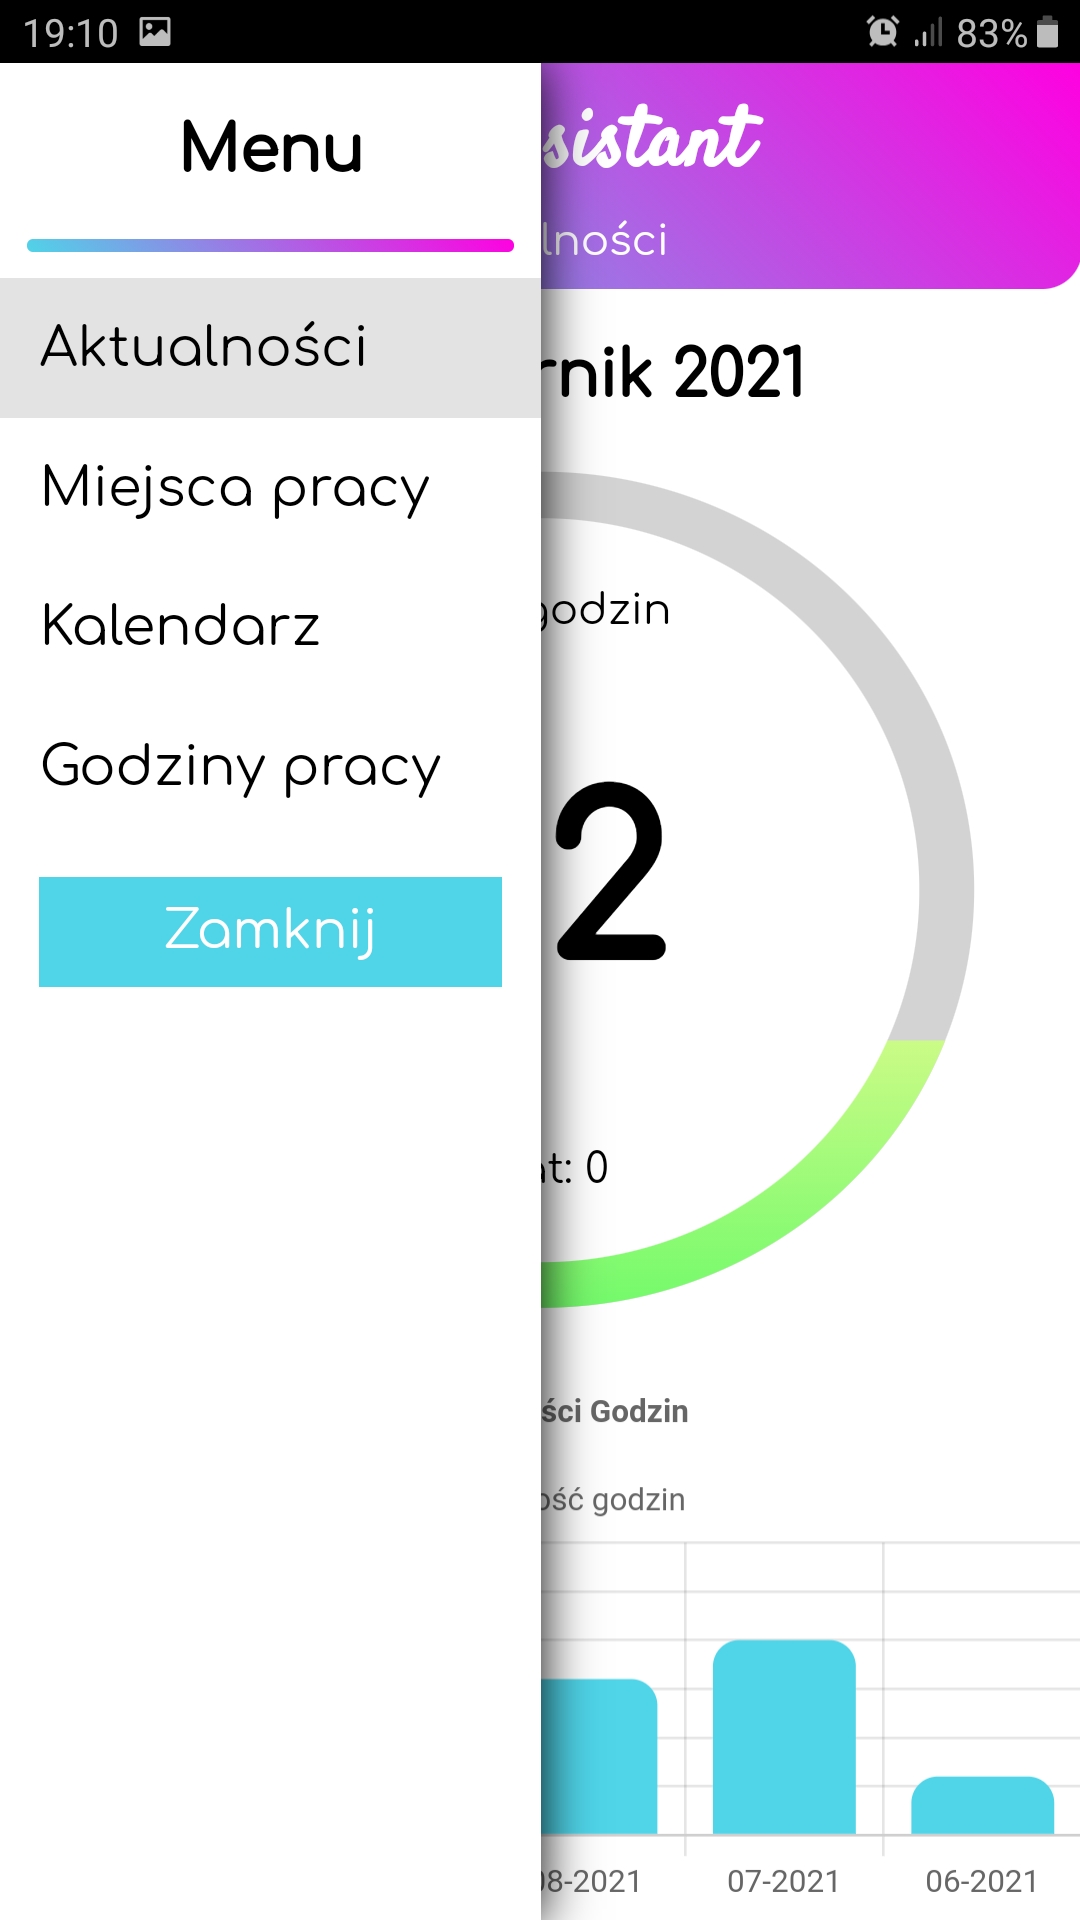 19:10 83%
Menu
Aktualności
Miejsca pracy
Kalendarz
Godziny pracy
Zamknij
sistant
lności
rnik 2021
godzin
2
t: 0
ści Godzin
ość godzin
08-2021 07-2021 06-2021